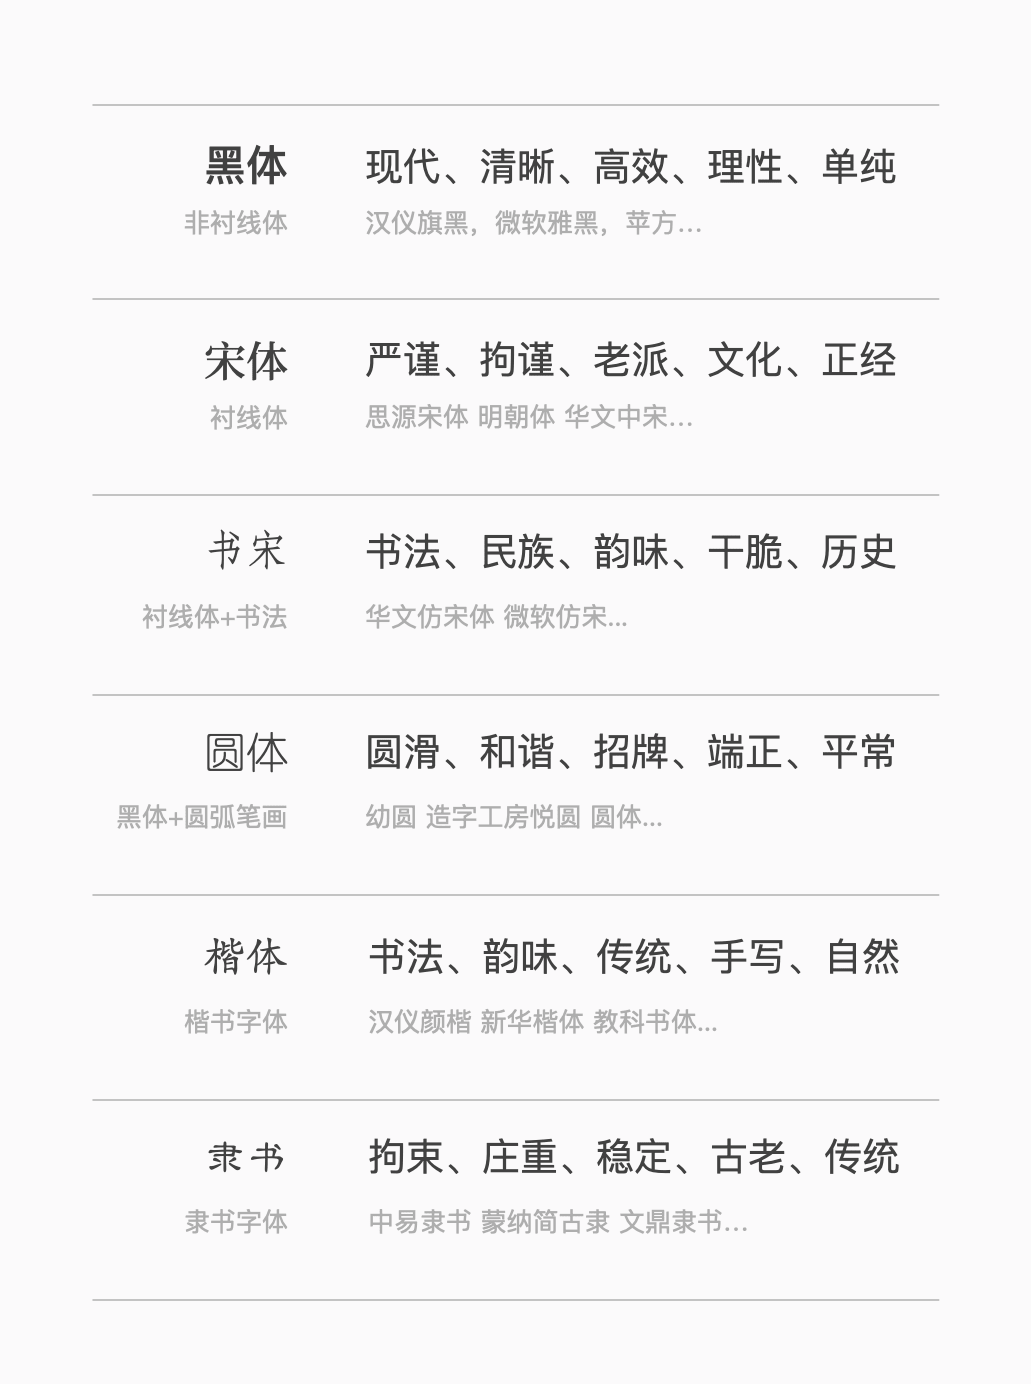 黑体 现代、清晰、高效、理性、单纯
非衬线体 汉仪旗黑，微软雅黑，苹方…
宋体 严谨、拘谨、老派、文化、正经
衬线体 思源宋体 明朝体 华文中宋…
书宋 书法、民族、韵味、干脆、历史
衬线体+书法 华文仿宋体 微软仿宋...
圆体 圆滑、和谐、招牌、端正、平常
黑体+圆弧笔画 幼圆 造字工房悦圆 圆体...
楷体 书法、韵味、传统、手写、自然
楷书字体 汉仪颜楷 新华楷体 教科书体...
隶书 拘束、庄重、稳定、古老、传统
隶书字体 中易隶书 蒙纳简古隶 文鼎隶书…